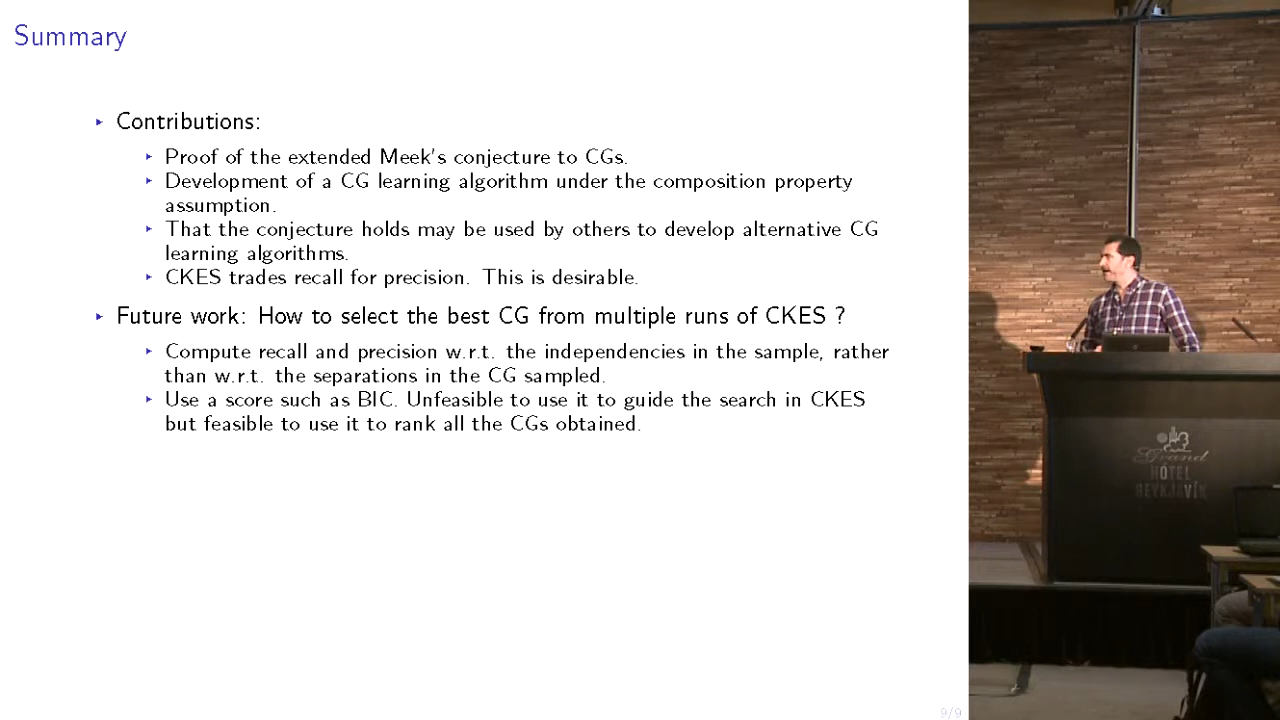 Summary
Contributions:
Proof of the extended Meek's conjecture to CGs.
Development of a CG learning algorithm under the composition property
assumption.
That the conjecture holds may be used by others to develop alternative CG
learning algorithms.
CKES trades recall for precision. This is desirable.
Future work: How to select the best CG from multiple runs of CKES ?
Compute recall and precision w.r.t. the independencies in the sample, rather
than w.r.t. the separations in the CG sampled.
Use a score such as BIC. Unfeasible to use it to guide the search in CKES
but feasible to use it to rank all the CGs obtained.
9/9
Grand
HÓTEL
REYKJAVÍK